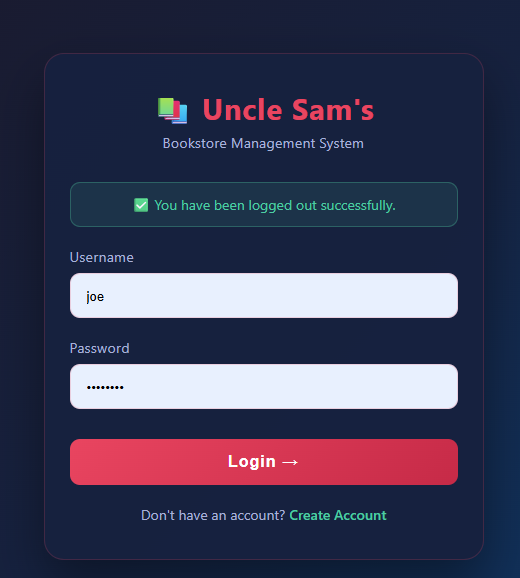 📚 Uncle Sam's
Bookstore Management System
✅ You have been logged out successfully.
Username
joe
Password
••••••••
Login →
Don't have an account? Create Account